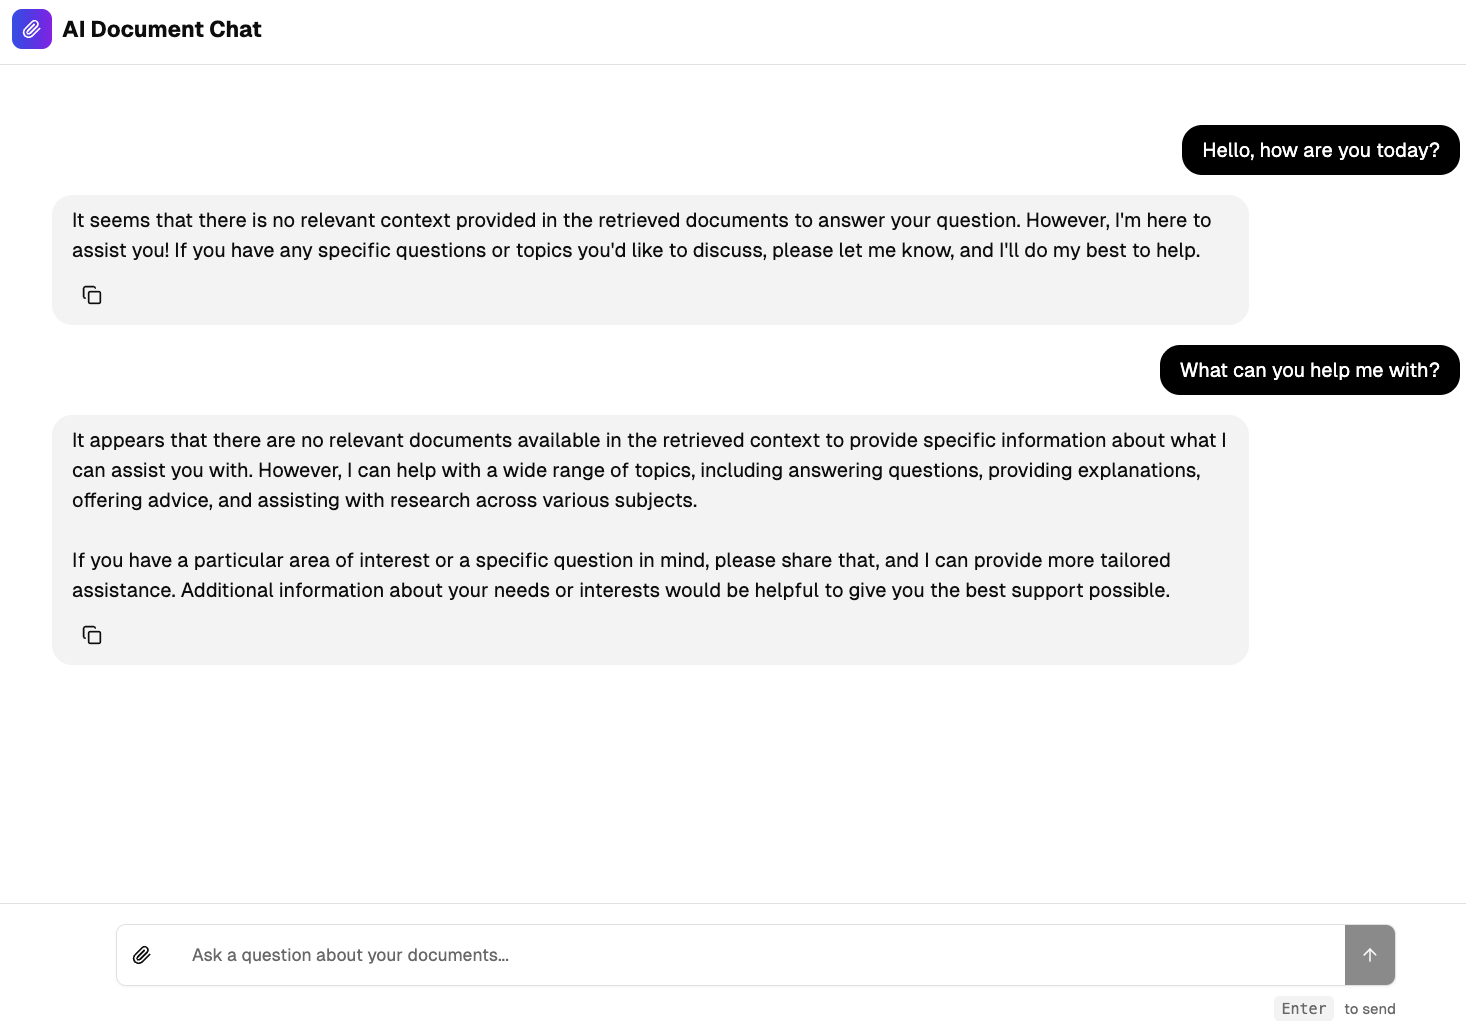 AI Document Chat
Hello, how are you today?
It seems that there is no relevant context provided in the retrieved documents to answer your question. However, I'm here to
assist you! If you have any specific questions or topics you'd like to discuss, please let me know, and I'll do my best to help.
What can you help me with?
It appears that there are no relevant documents available in the retrieved context to provide specific information about what I
can assist you with. However, I can help with a wide range of topics, including answering questions, providing explanations,
offering advice, and assisting with research across various subjects.
If you have a particular area of interest or a specific question in mind, please share that, and I can provide more tailored
assistance. Additional information about your needs or interests would be helpful to give you the best support possible.
Ask a question about your documents...
Enter to send